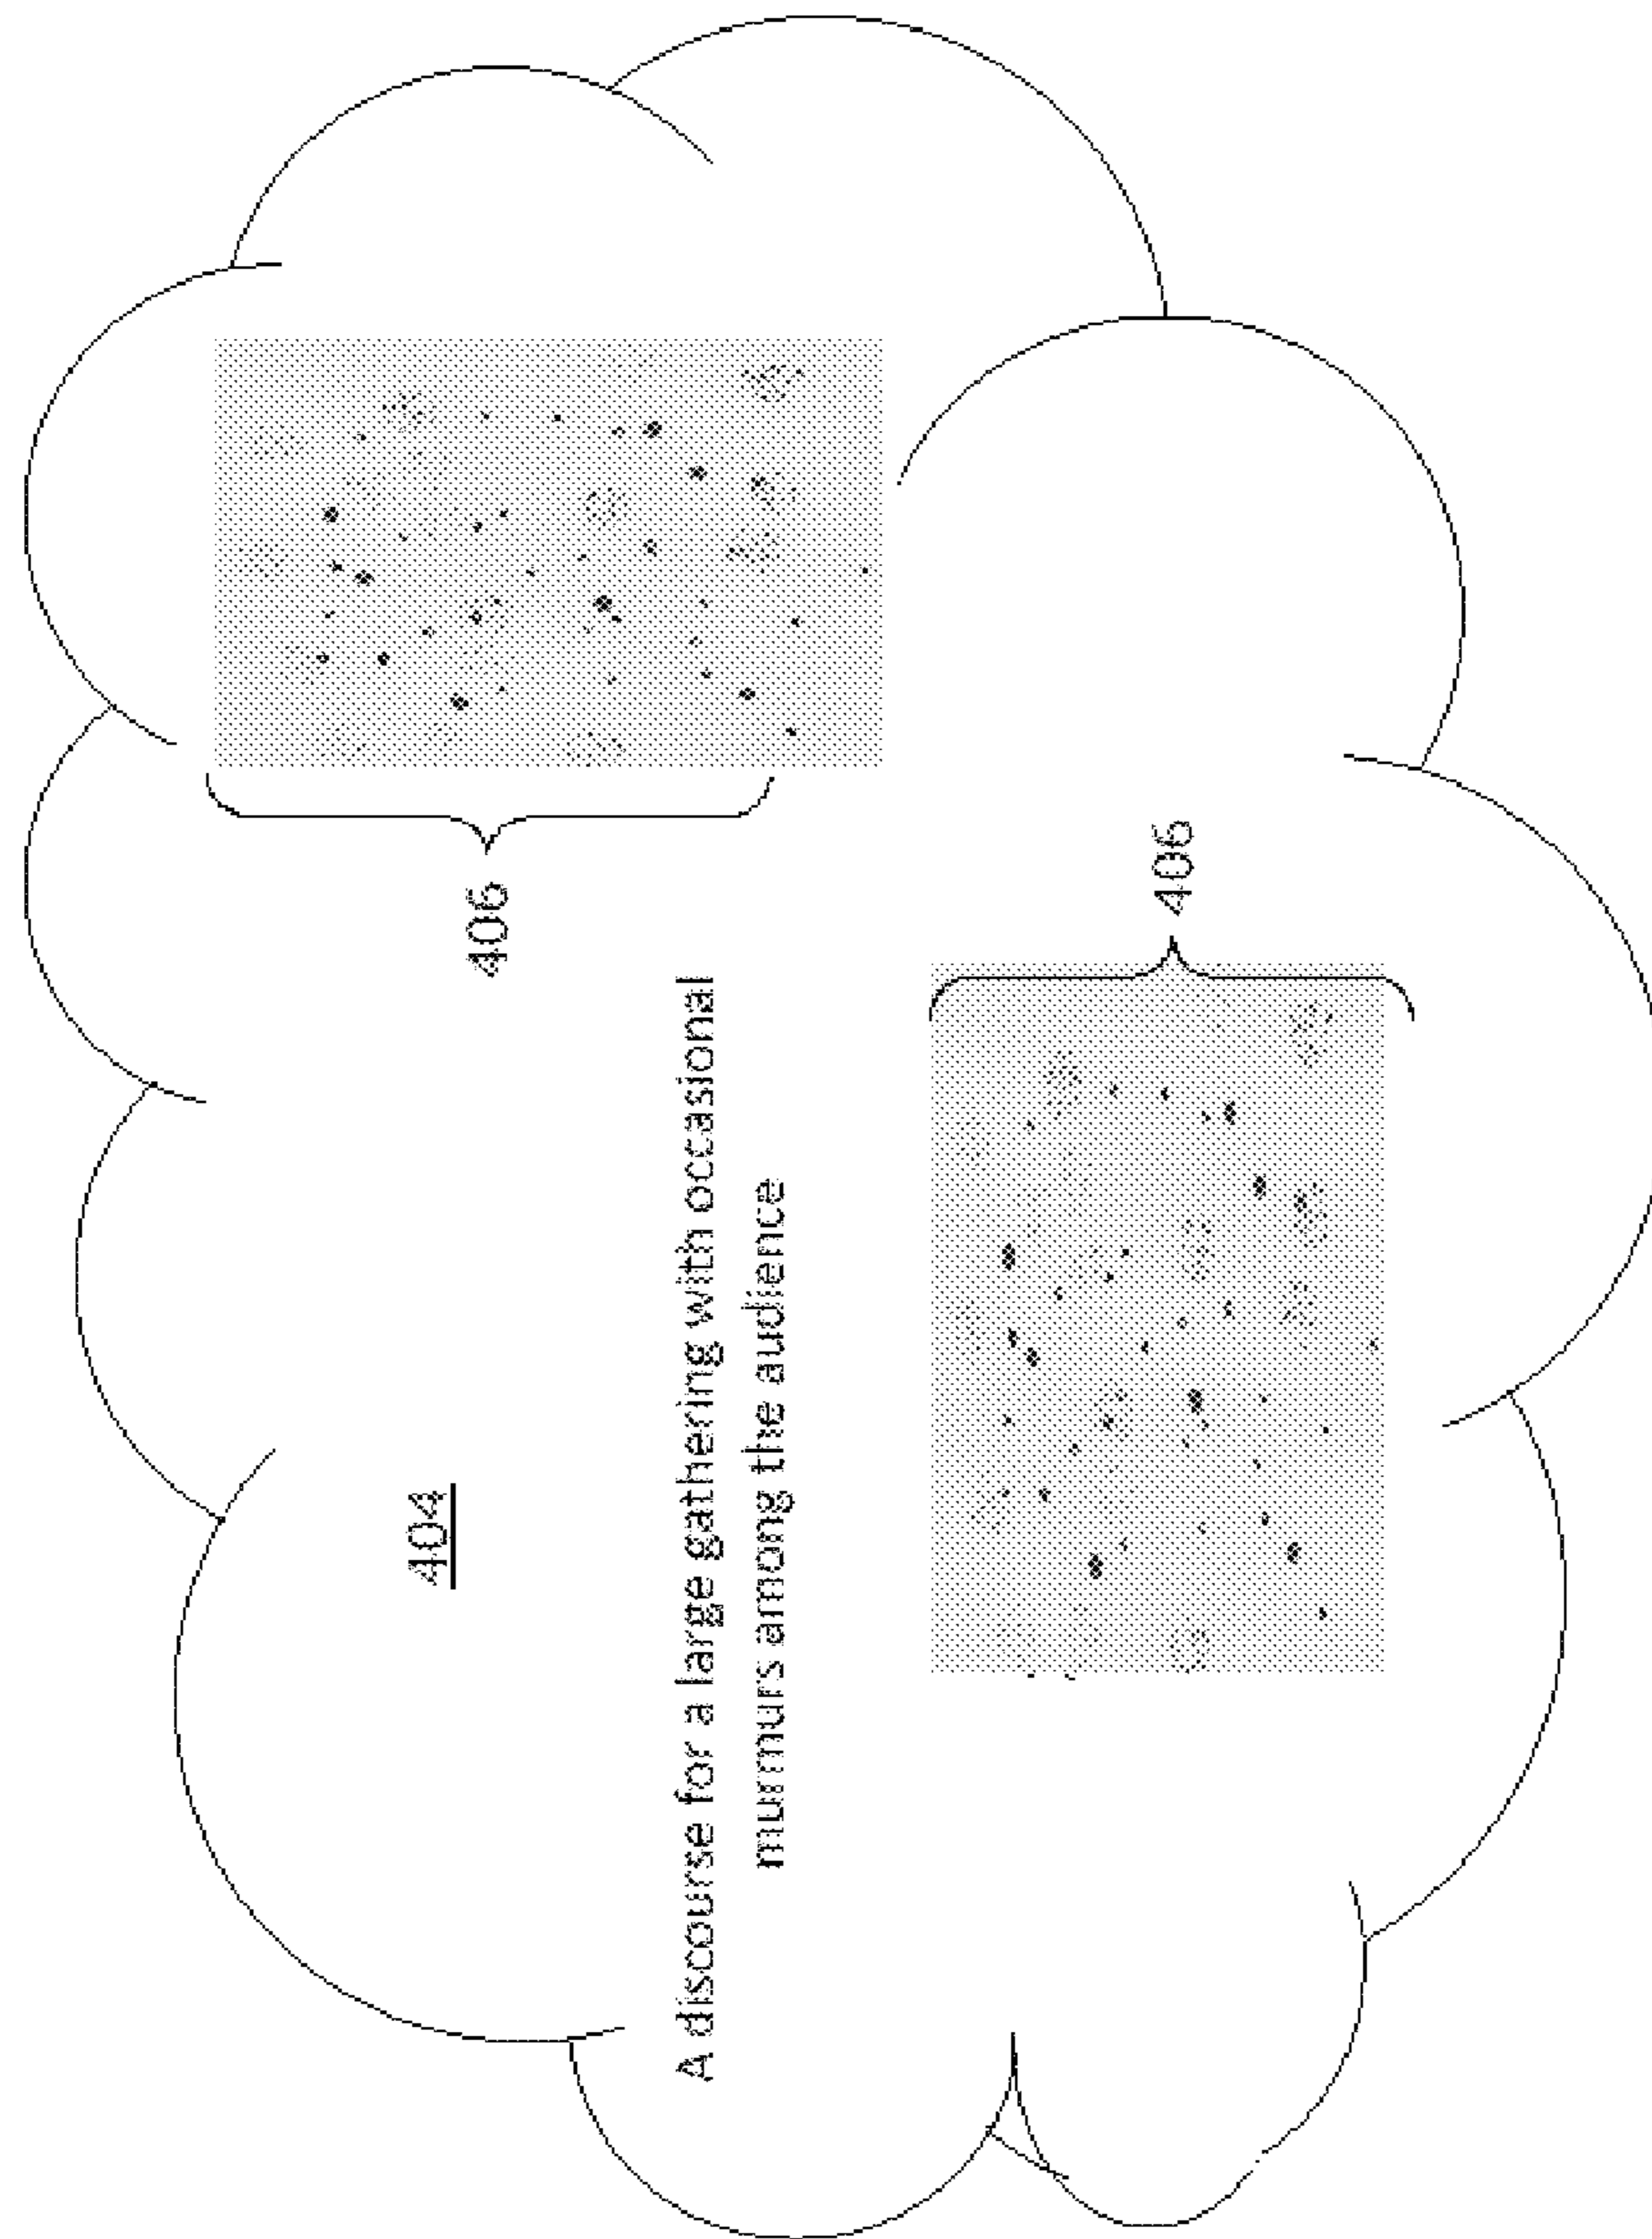 404
406
A discourse for a large gathering with occasional
murmurs among the audience
406